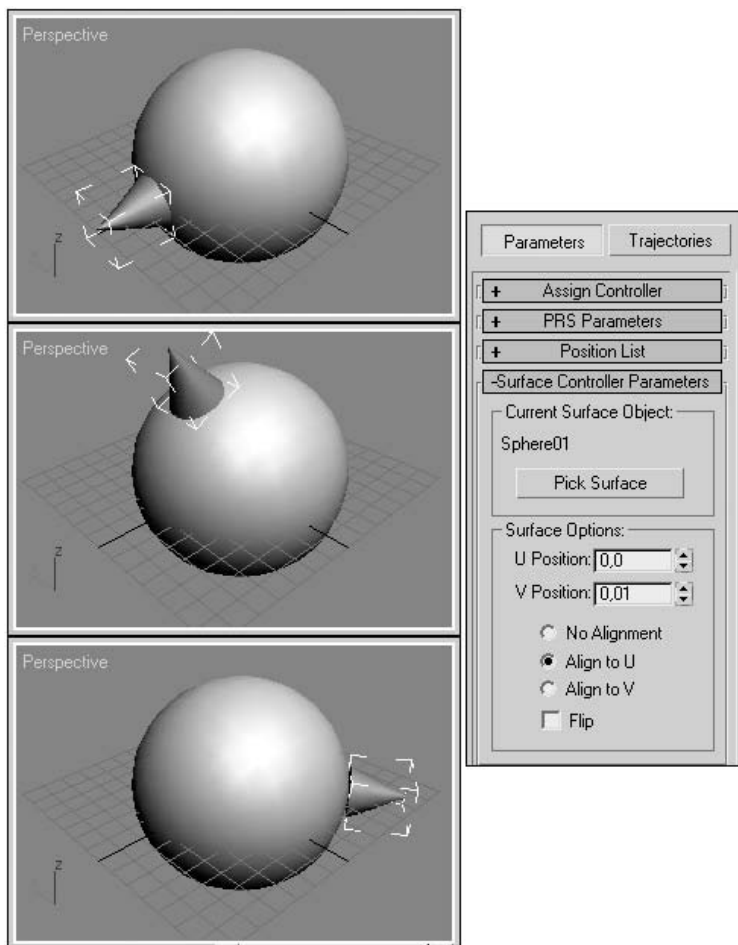 Perspective
z
Perspective
z
Perspective
z
Parameters
Trajectories
+ Assign Controller
+ PRS Parameters
+ Position List
-Surface Controller Parameters
Current Surface Object:
Sphere01
Pick Surface
Surface Options:
U Position: 0,0
V Position: 0,01
No Alignment
Align to U
Align to V
Flip